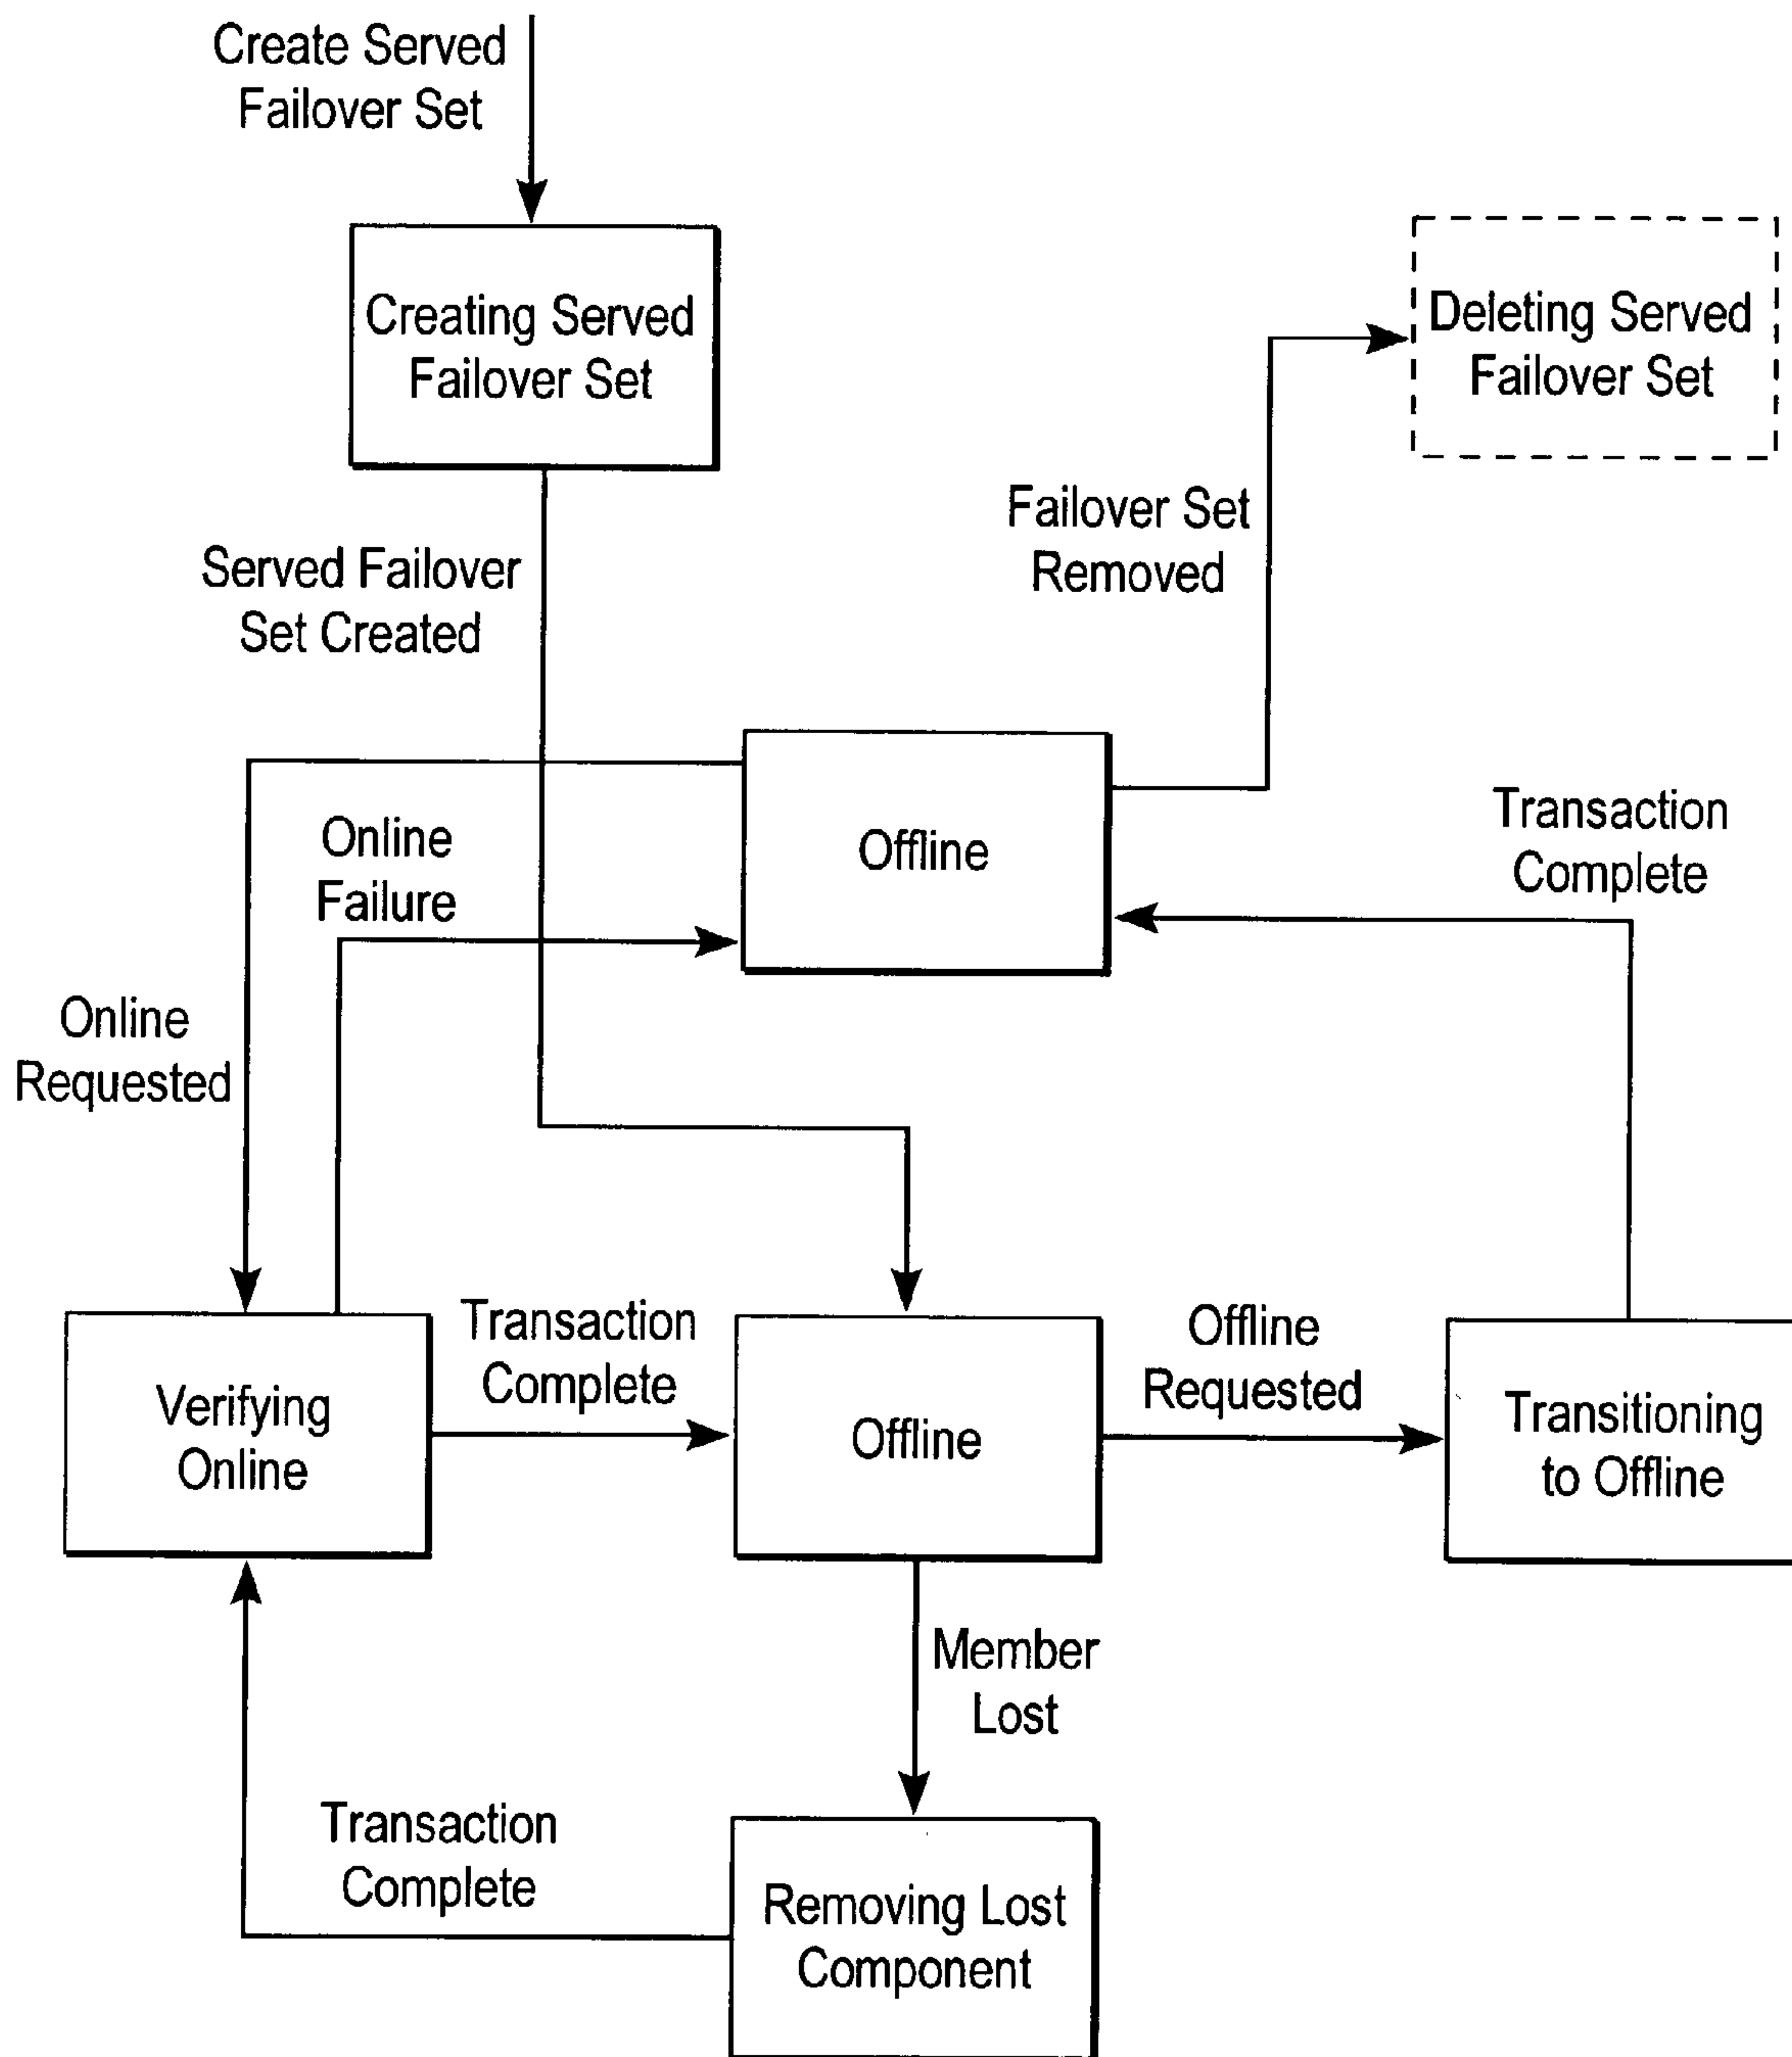 Create Served
Failover Set
Creating Served
Failover Set
Deleting Served
Failover Set
Failover Set
Removed
Served Failover
Set Created
Offline
Transaction
Complete
Online
Failure
Online
Requested
Verifying
Online
Transaction
Complete
Offline
Offline
Requested
Transitioning
to Offline
Member
Lost
Transaction
Complete
Removing Lost
Component